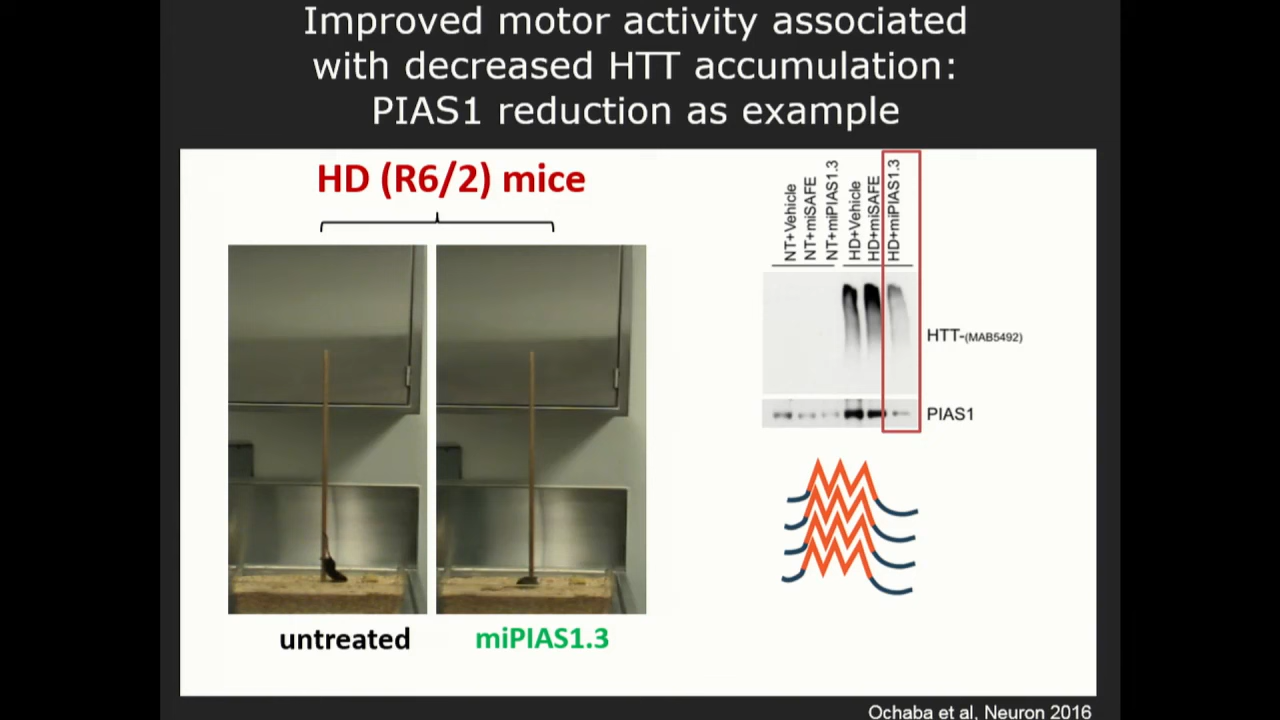 Improved motor activity associated
with decreased HTT accumulation:
PIAS1 reduction as example
HD (R6/2) mice
untreated
miPIAS1.3
NT+Vehicle
NT+miSAFE
NT+miPIAS1.3
HD+Vehicle
HD+miSAFE
HD+miPIAS1.3
HTT-(MAB5492)
PIAS1
Ochaba et al, Neuron 2016